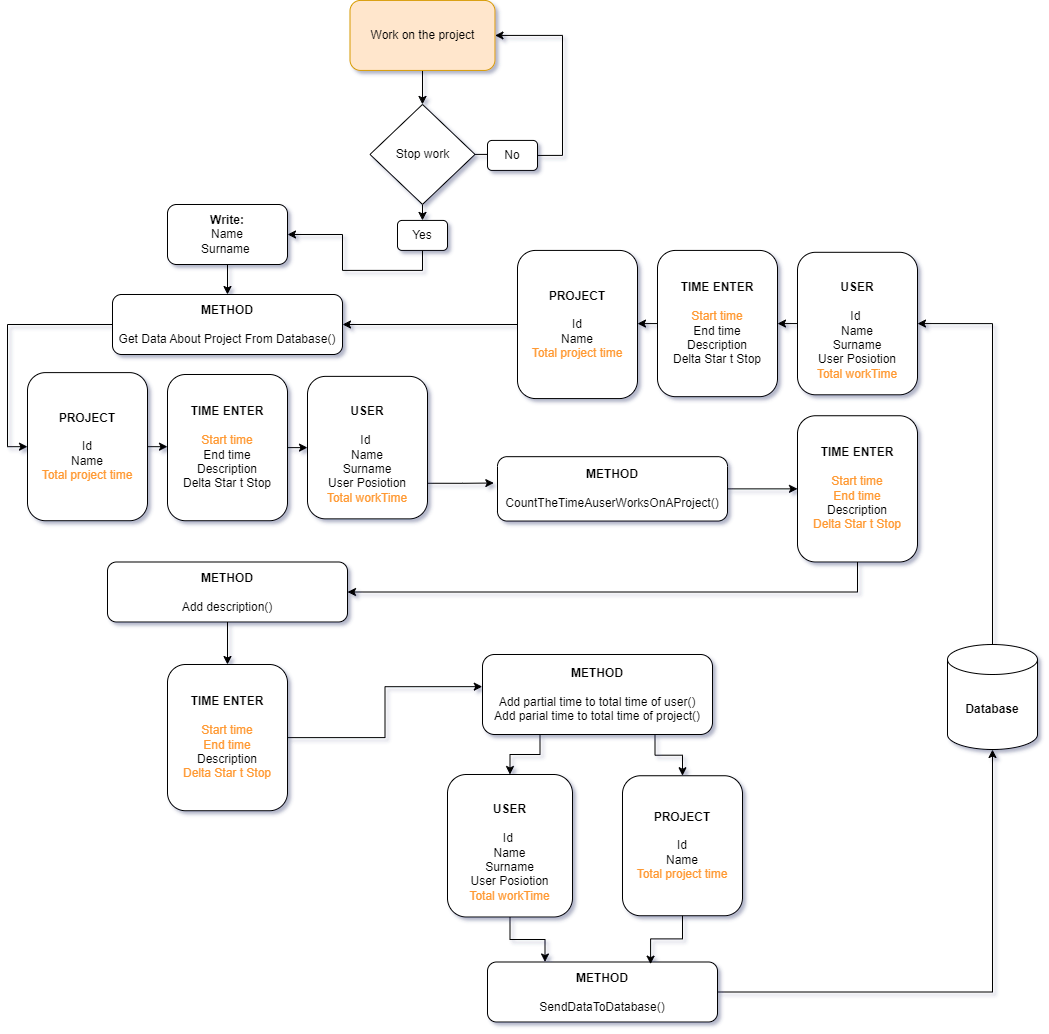 Work on the project
Stop work
No
Yes
Write:
Name
Surname
METHOD
Get Data About Project From Database()
PROJECT
Id
Name
Total project time
TIME ENTER
Start time
End time
Description
Delta Star t Stop
USER
Id
Name
Surname
User Posiotion
Total workTime
PROJECT
Id
Name
Total project time
TIME ENTER
Start time
End time
Description
Delta Star t Stop
USER
Id
Name
Surname
User Posiotion
Total workTime
METHOD
CountTheTimeAuserWorksOnAProject()
TIME ENTER
Start time
End time
Description
Delta Star t Stop
METHOD
Add description()
TIME ENTER
Start time
End time
Description
Delta Star t Stop
METHOD
Add partial time to total time of user()
Add parial time to total time of project()
Database
USER
Id
Name
Surname
User Posiotion
Total workTime
PROJECT
Id
Name
Total project time
METHOD
SendDataToDatabase()